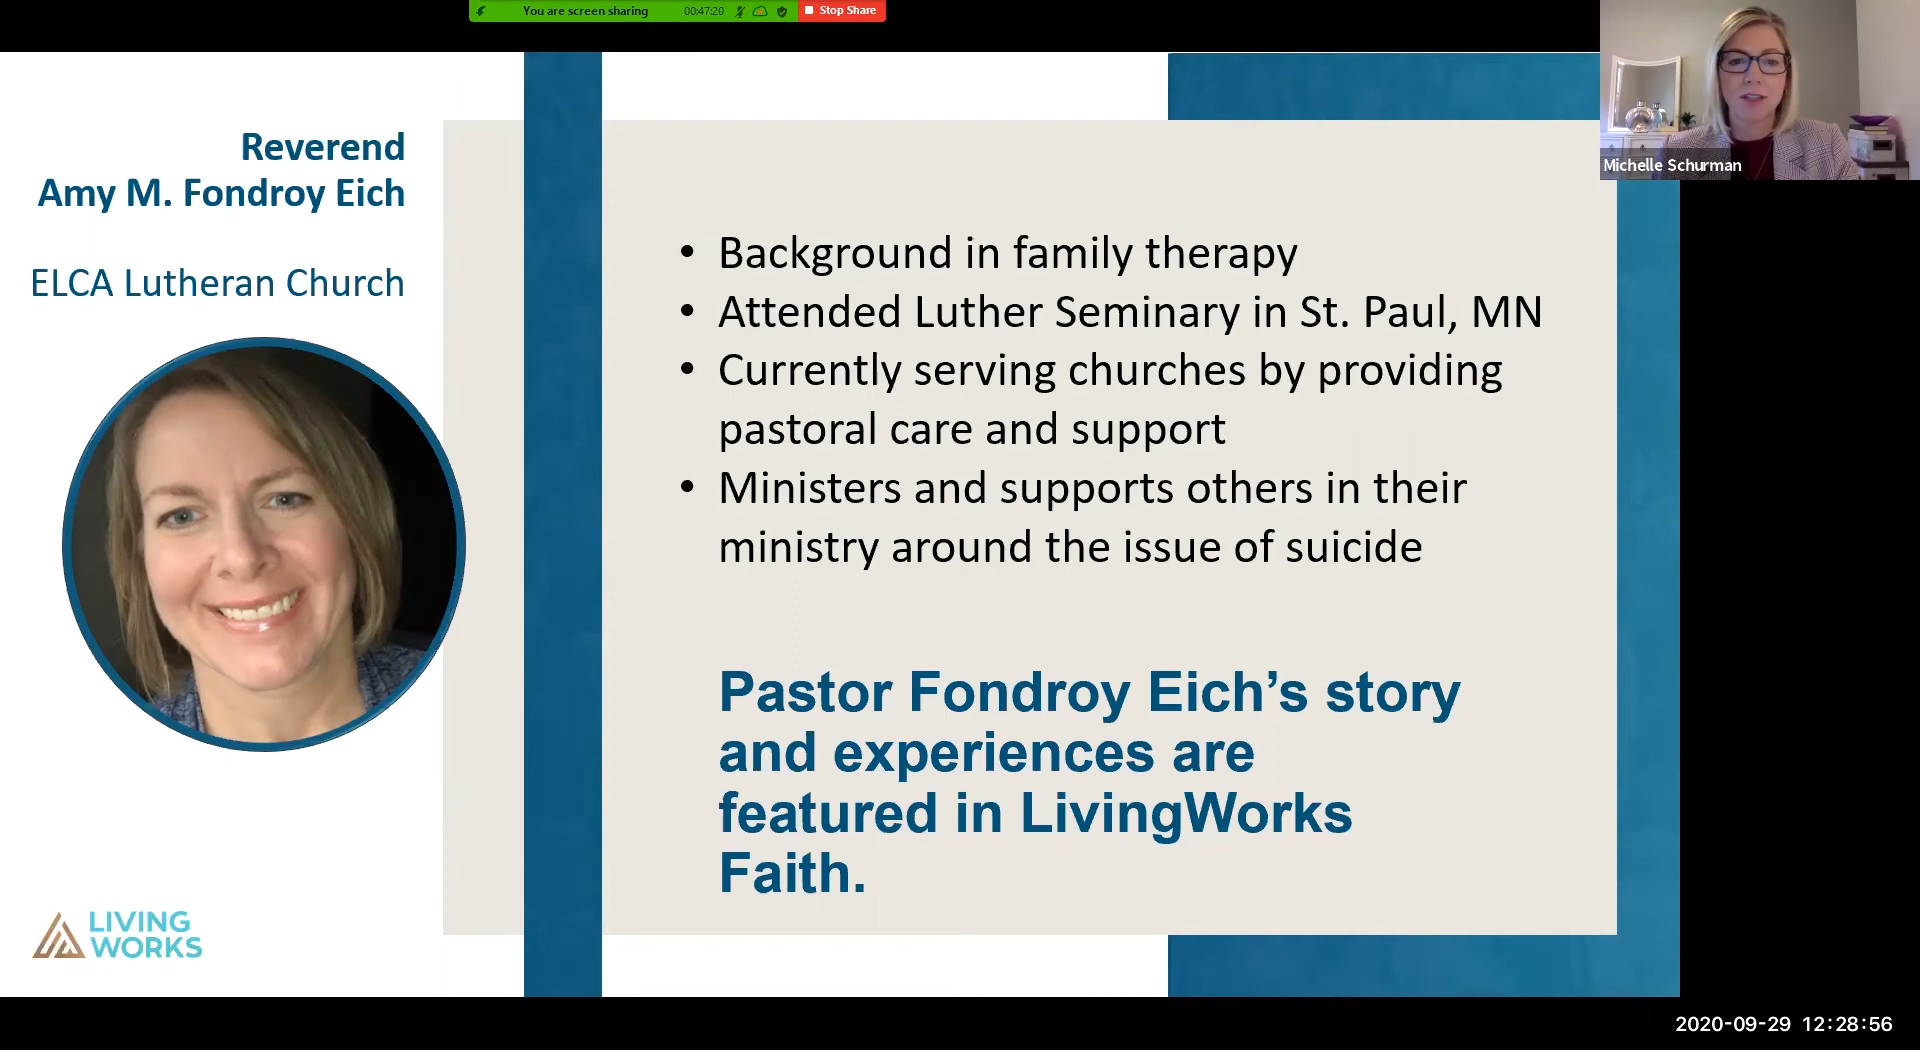 You are screen sharing 00:47:20 Stop Share
Michelle Schurman
Reverend
Amy M. Fondroy Eich
ELCA Lutheran Church
• Background in family therapy
• Attended Luther Seminary in St. Paul, MN
• Currently serving churches by providing
pastoral care and support
• Ministers and supports others in their
ministry around the issue of suicide
Pastor Fondroy Eich’s story
and experiences are
featured in LivingWorks
Faith.
LIVING
WORKS
2020-09-29 12:28:56